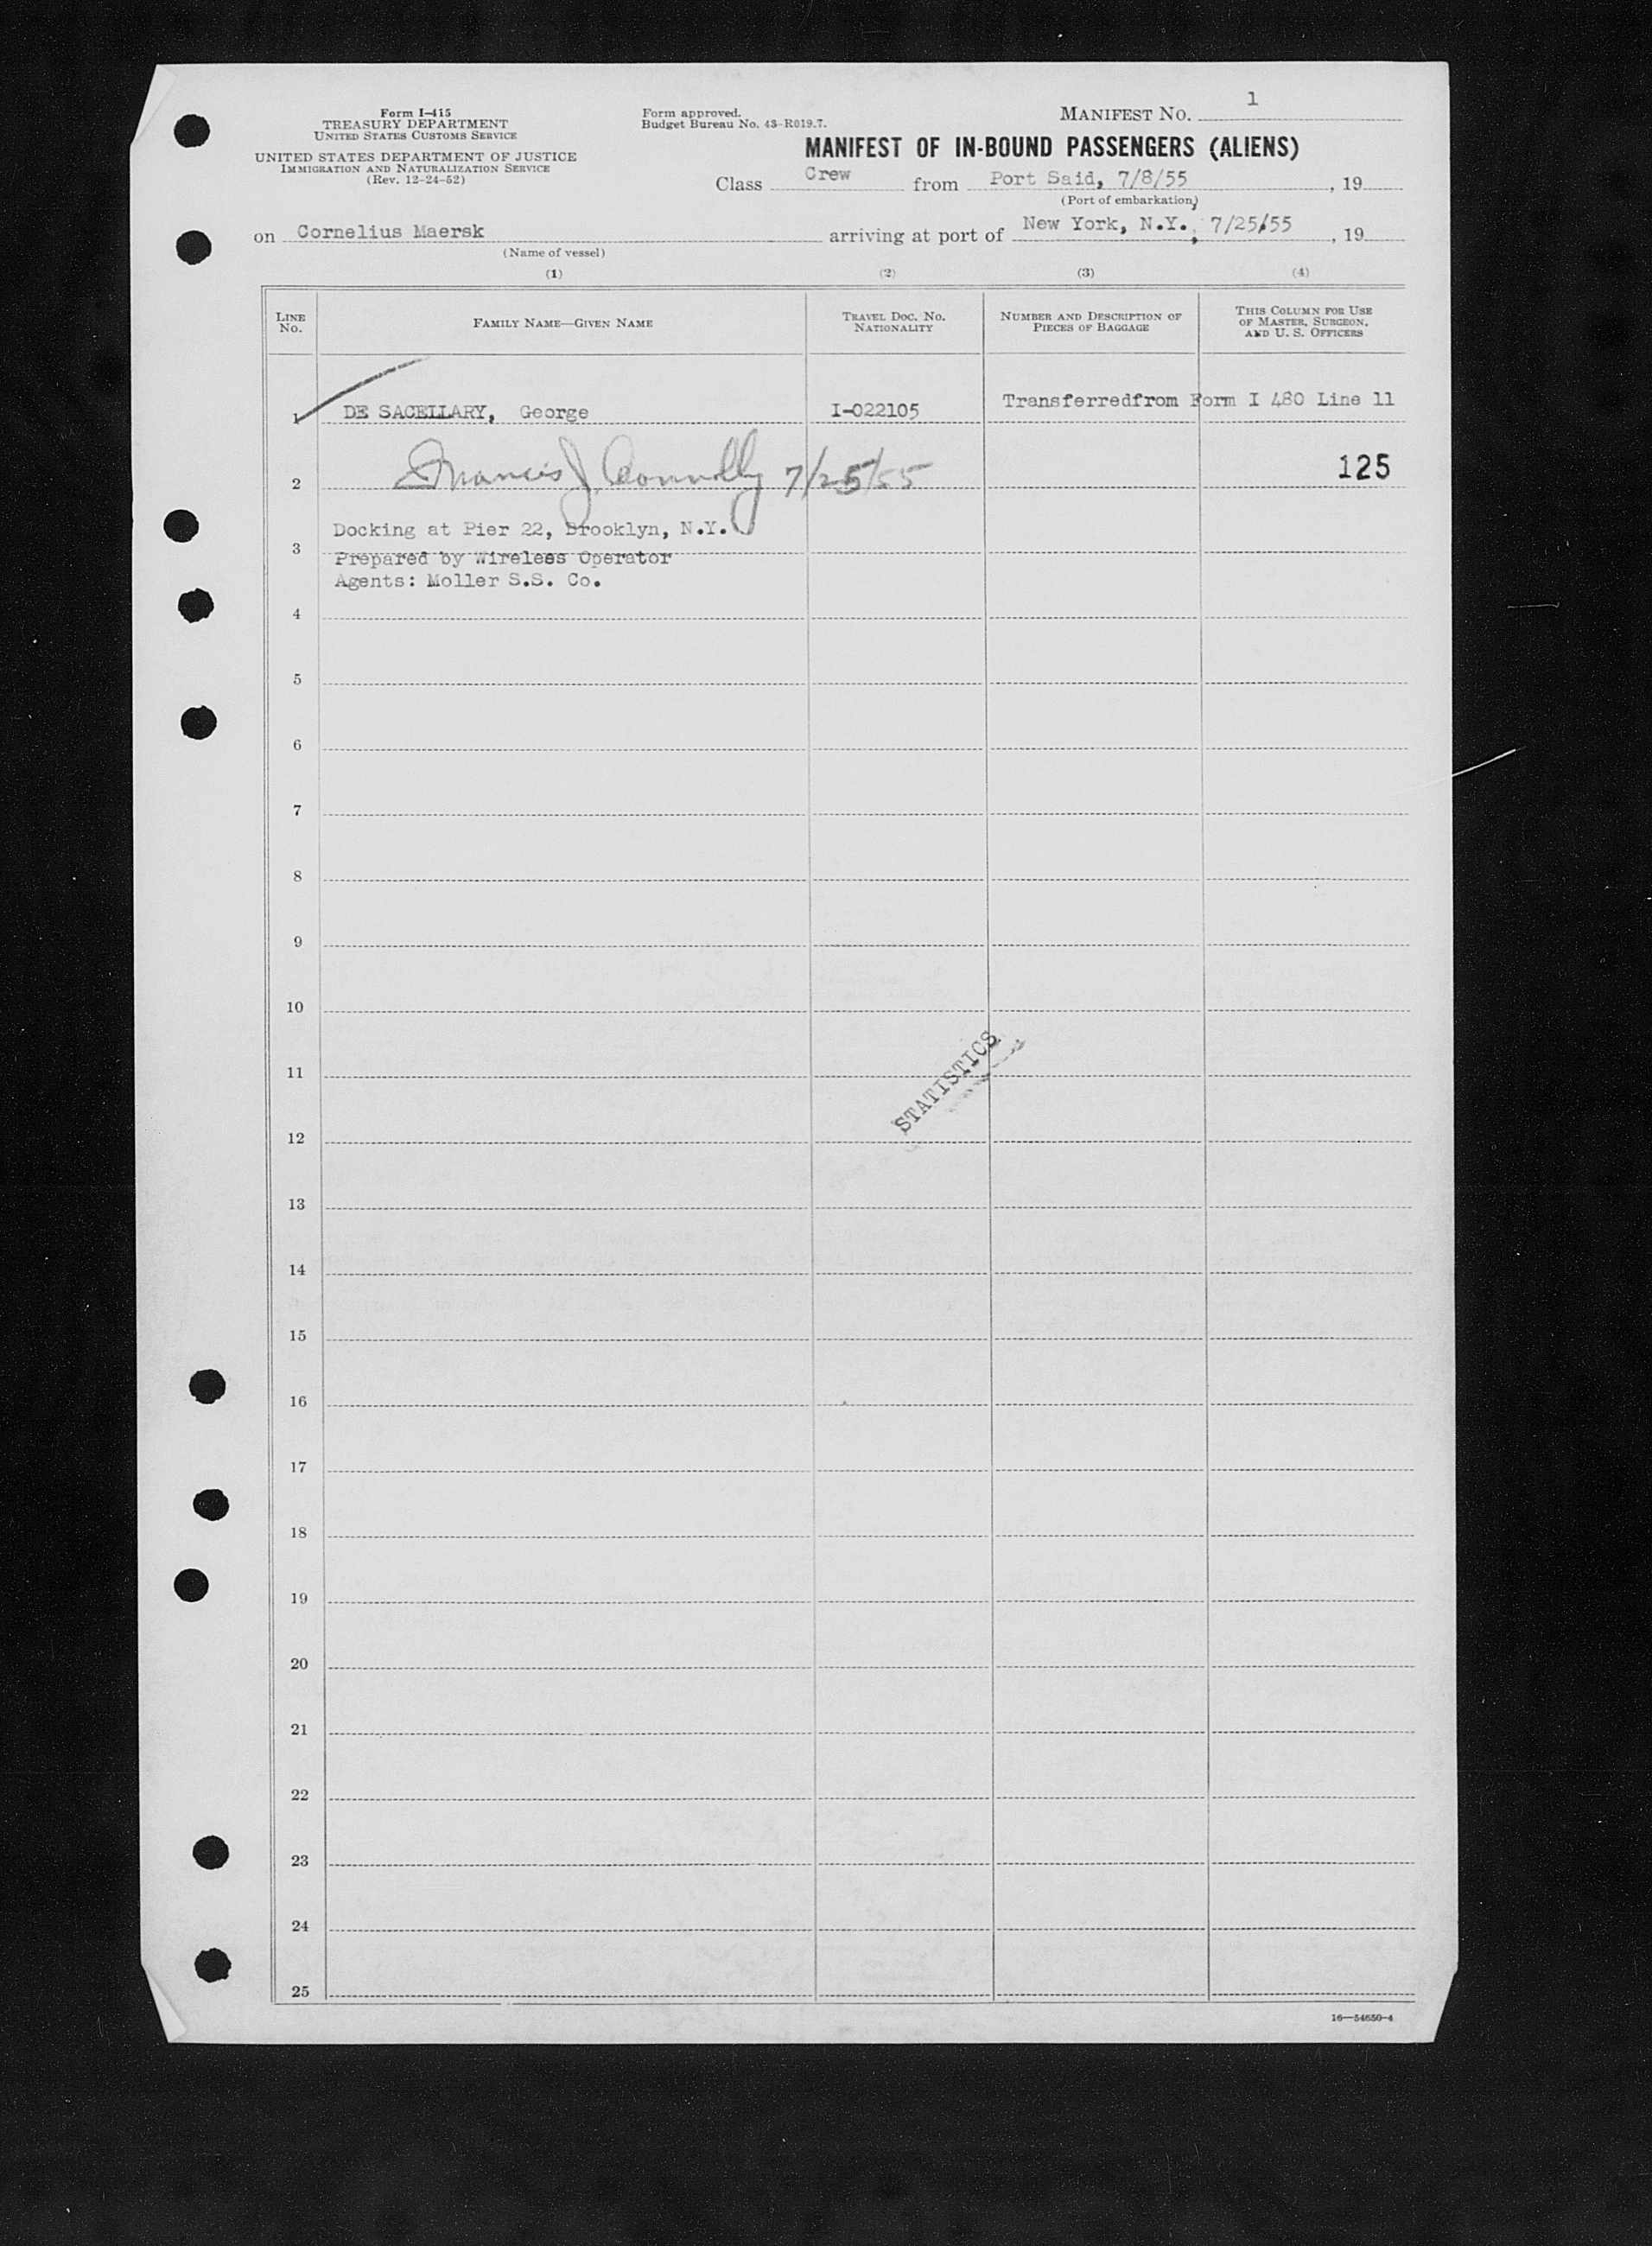 Form I-415
TREASURY DEPARTMENT
UNITED STATES CUSTOMS SERVICE
UNITED STATES DEPARTMENT OF JUSTICE
IMMIGRATION AND NATURALIZATION SERVICE
(Rev. 12-24-52)
Form approved.
Budget Bureau No. 43-R019.7.
MANIFEST NO. 1
MANIFEST OF IN-BOUND PASSENGERS (ALIENS)
Class Crew from Port Said, 7/8/55, 19
(Port of embarkation)
on Cornelius Maersk arriving at port of New York, N.Y., 7/25/55, 19
(Name of vessel)
(1) (2) (3) (4)
LINE NO. FAMILY NAME—GIVEN NAME TRAVEL DOC. NO. NATIONALITY NUMBER AND DESCRIPTION OF PIECES OF BAGGAGE THIS COLUMN FOR USE OF MASTER, SURGEON, AND U. S. OFFICERS
1 DE SACELLARY, George I-022105 Transferredfrom Form I 480 Line 11
2 Francis J. Connolly 7/25/55 125
Docking at Pier 22, Brooklyn, N.Y.
3
Prepared by Wireless Operator
Agents: Moller S.S. Co.
4
5
6
7
8
9
10
11
STATISTICS
12
13
14
15
16
17
18
19
20
21
22
23
24
25
16—54650-4